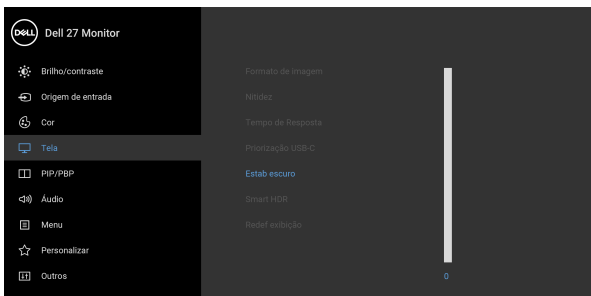 DELL
Dell 27 Monitor
Brilho/contraste
Origem de entrada
Cor
Tela
PIP/PBP
Áudio
Menu
Personalizar
Outros
Formato de imagem
Nitidez
Tempo de Resposta
Priorização USB-C
Estab escuro
Smart HDR
Redef exibição
0